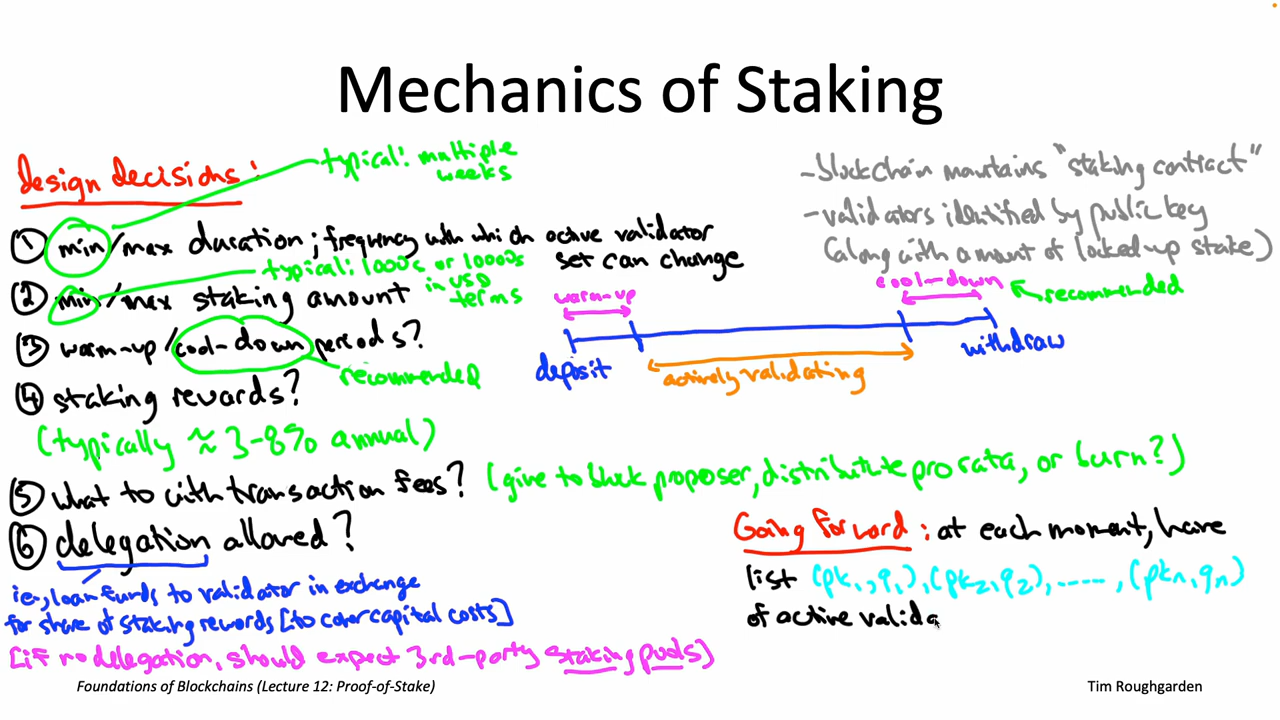 Mechanics of Staking
Design decisions:
typical: multiple
weeks
① min/max duration; frequency with which active validator
set can change
typical: 1000s or 10000s
in USD
terms
② min/max staking amount
③ warm-up/cool-down periods?
recommended
④ staking rewards?
(typically ≈ 3-8% annual)
⑤ what to with transaction fees? (give to block proposer, distribute pro rata, or burn?)
⑥ delegation allowed?
i.e., loan funds to validator in exchange
for share of staking rewards [to cover capital costs]
[if no delegation, should expect 3rd-party staking pools]
-blockchain maintains "staking contract"
-validators identified by public key
(along with amount of locked up stake)
warm-up
cool-down
recommended
deposit
actively validating
withdraw
Going forward: at each moment, have
list (pk1,q1),(pk2,q2),.....,(pkn,qn)
of active valida
Foundations of Blockchains (Lecture 12: Proof-of-Stake)
Tim Roughgarden